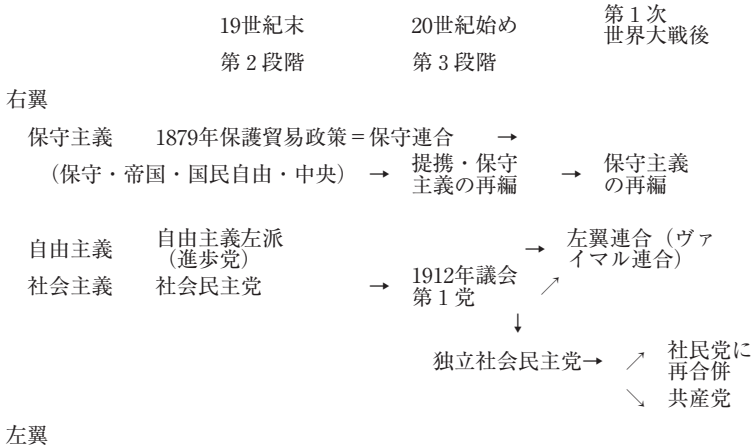 19世紀末 20世紀始め 第1次
世界大戦後
第2段階 第3段階
右翼
保守主義 1879年保護貿易政策=保守連合 →
(保守・帝国・国民自由・中央) → 提携・保守
主義の再編 → 保守主義
の再編
自由主義 自由主義左派
(進歩党) → 左翼連合(ヴァ
イマル連合)
社会主義 社会民主党 → 1912年議会
第1党 ↗
↓
独立社会民主党→ ↗ 社民党に
再合併
↘ 共産党
左翼